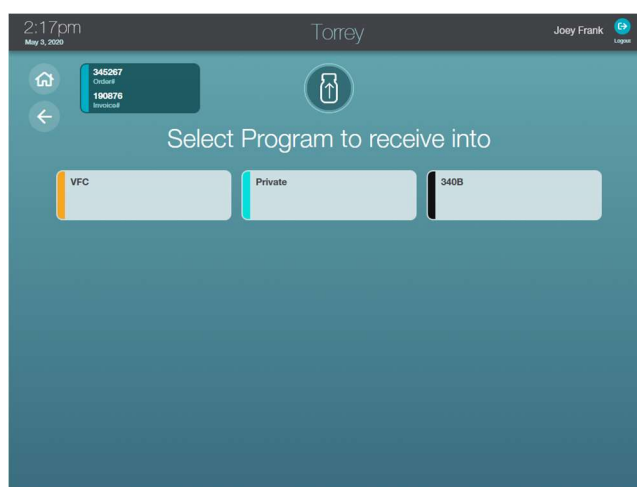 2:17pm
May 3, 2020
Torrey
Joey Frank
Logout
345267
Order#
190876
Invoice#
Select Program to receive into
VFC
Private
340B